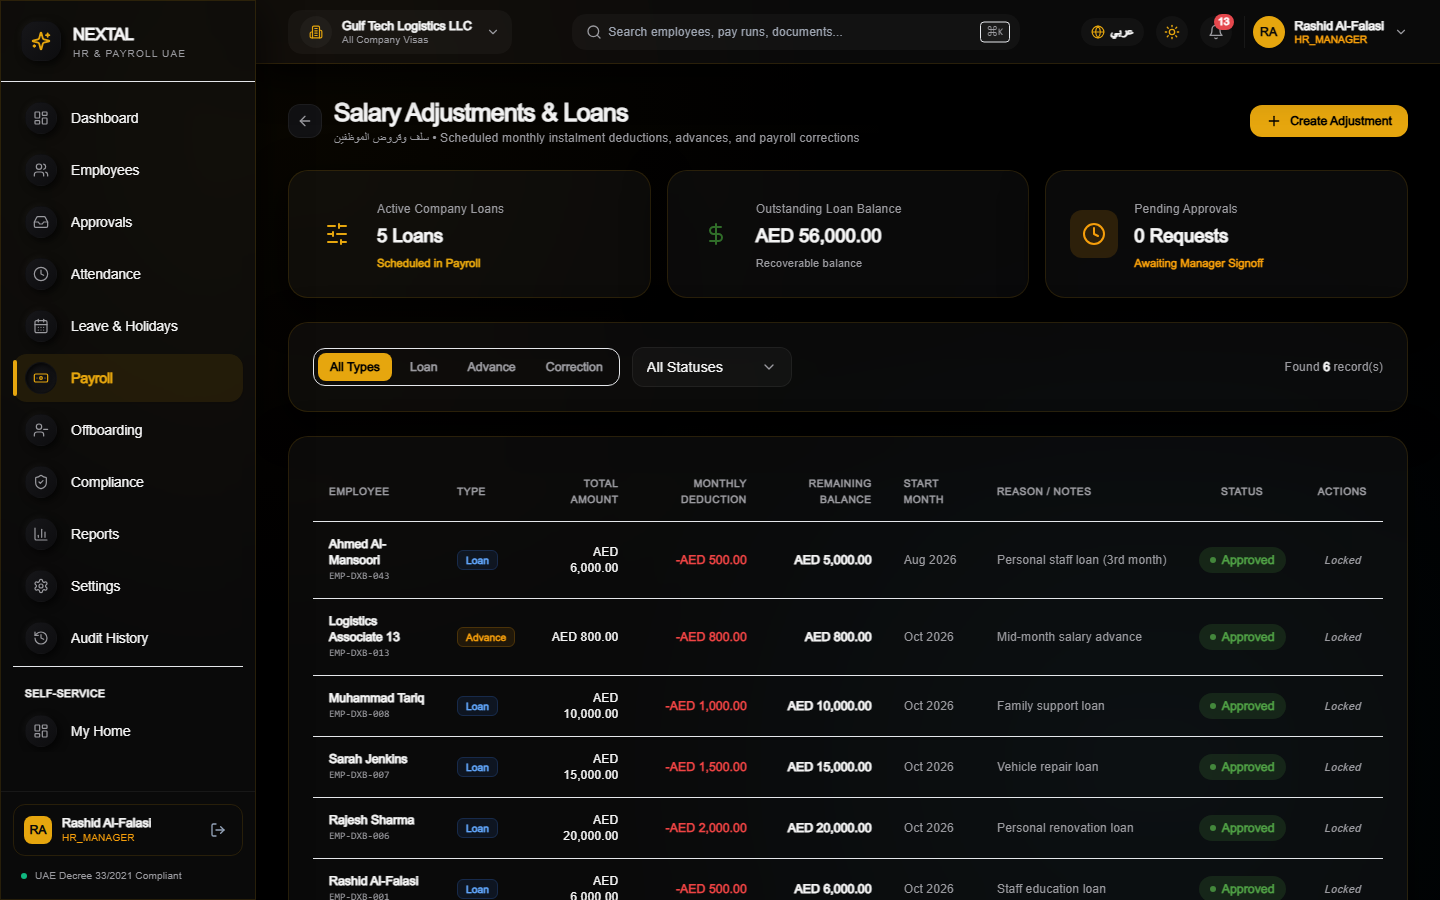 NEXTAL
HR & PAYROLL UAE
Gulf Tech Logistics LLC
All Company Visas
Search employees, pay runs, documents...
⌘K
عربي
13
RA
Rashid Al-Falasi
HR_MANAGER
Dashboard
Employees
Approvals
Attendance
Leave & Holidays
Payroll
Offboarding
Compliance
Reports
Settings
Audit History
SELF-SERVICE
My Home
RA
Rashid Al-Falasi
HR_MANAGER
UAE Decree 33/2021 Compliant
Salary Adjustments & Loans
سلف وقروض الموظفين • Scheduled monthly instalment deductions, advances, and payroll corrections
Create Adjustment
Active Company Loans
5 Loans
Scheduled in Payroll
Outstanding Loan Balance
AED 56,000.00
Recoverable balance
Pending Approvals
0 Requests
Awaiting Manager Signoff
All Types Loan Advance Correction
All Statuses
Found 6 record(s)
EMPLOYEE TYPE TOTAL AMOUNT MONTHLY DEDUCTION REMAINING BALANCE START MONTH REASON / NOTES STATUS ACTIONS
Ahmed Al-Mansoori EMP-DXB-043 Loan AED 6,000.00 -AED 500.00 AED 5,000.00 Aug 2026 Personal staff loan (3rd month) Approved Locked
Logistics Associate 13 EMP-DXB-013 Advance AED 800.00 -AED 800.00 AED 800.00 Oct 2026 Mid-month salary advance Approved Locked
Muhammad Tariq EMP-DXB-008 Loan AED 10,000.00 -AED 1,000.00 AED 10,000.00 Oct 2026 Family support loan Approved Locked
Sarah Jenkins EMP-DXB-007 Loan AED 15,000.00 -AED 1,500.00 AED 15,000.00 Oct 2026 Vehicle repair loan Approved Locked
Rajesh Sharma EMP-DXB-006 Loan AED 20,000.00 -AED 2,000.00 AED 20,000.00 Oct 2026 Personal renovation loan Approved Locked
Rashid Al-Falasi EMP-DXB-001 Loan AED 6,000.00 -AED 500.00 AED 6,000.00 Oct 2026 Staff education loan Approved Locked